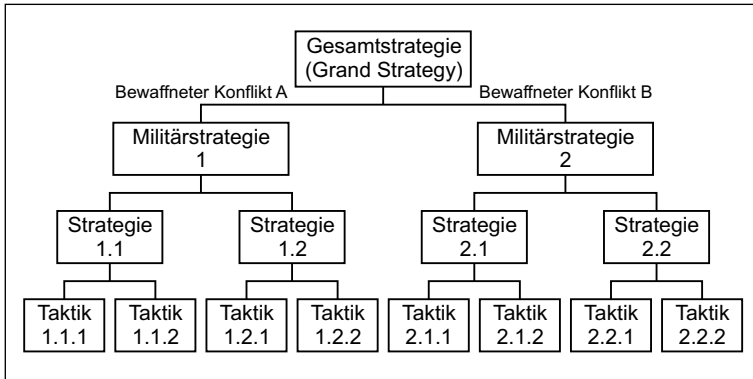 Gesamtstrategie
(Grand Strategy)
Bewaffneter Konflikt A
Bewaffneter Konflikt B
Militärstrategie
1
Militärstrategie
2
Strategie
1.1
Strategie
1.2
Strategie
2.1
Strategie
2.2
Taktik
1.1.1
Taktik
1.1.2
Taktik
1.2.1
Taktik
1.2.2
Taktik
2.1.1
Taktik
2.1.2
Taktik
2.2.1
Taktik
2.2.2